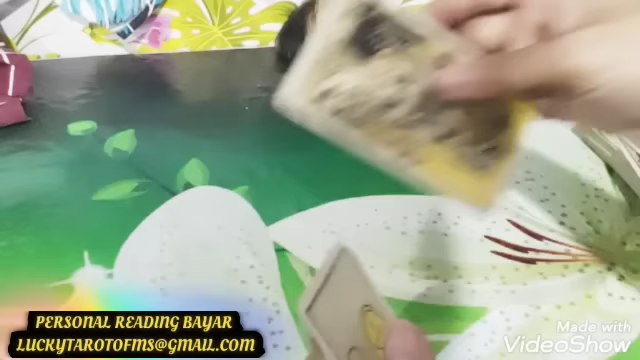 PERSONAL READING BAYAR
LUCKYTAROTOFMS@GMAIL.COM
Made with
VideoShow